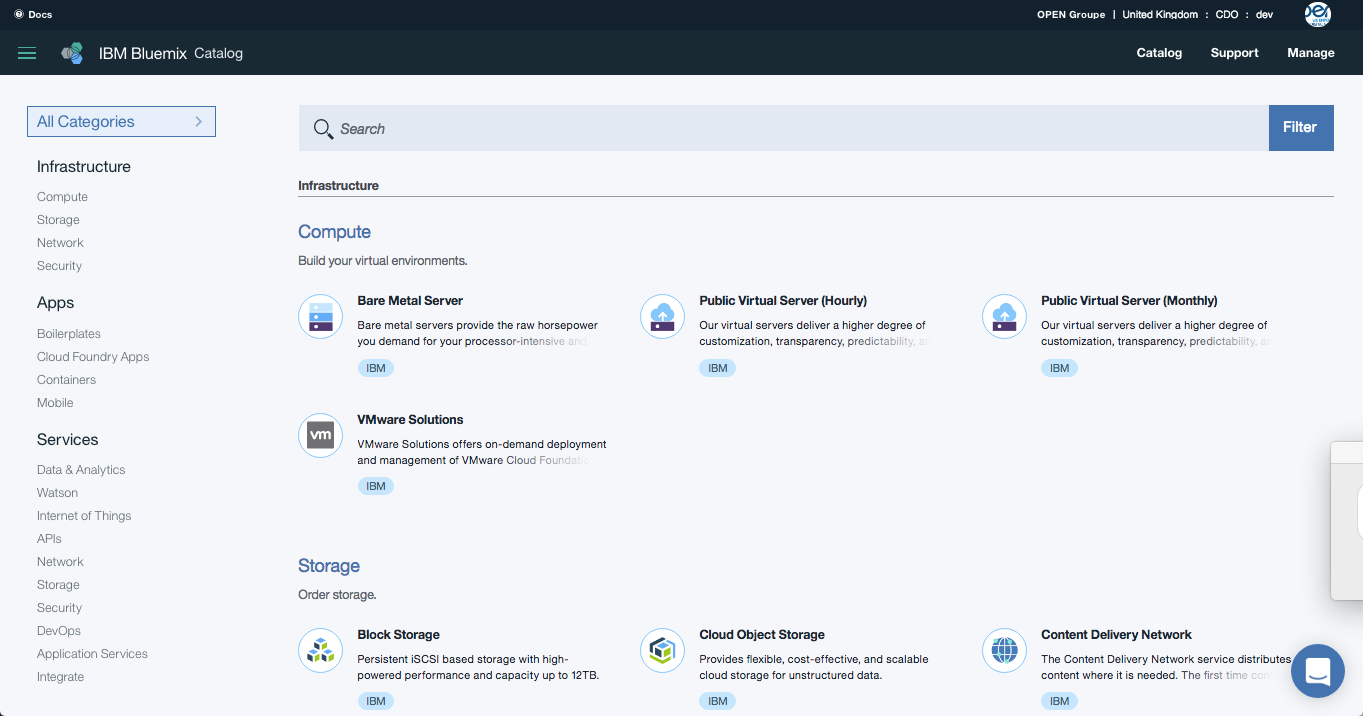 Docs
OPEN Groupe | United Kingdom : CDO : dev
IBM Bluemix Catalog
Catalog Support Manage
All Categories
Search
Filter
Infrastructure
Compute
Storage
Network
Security
Apps
Boilerplates
Cloud Foundry Apps
Containers
Mobile
Services
Data & Analytics
Watson
Internet of Things
APIs
Network
Storage
Security
DevOps
Application Services
Integrate
Infrastructure
Compute
Build your virtual environments.
Bare Metal Server
Bare metal servers provide the raw horsepower
you demand for your processor-intensive and
IBM
Public Virtual Server (Hourly)
Our virtual servers deliver a higher degree of
customization, transparency, predictability,
IBM
Public Virtual Server (Monthly)
Our virtual servers deliver a higher degree of
customization, transparency, predictability,
IBM
vm
VMware Solutions
VMware Solutions offers on-demand deployment
and management of VMware Cloud
IBM
Storage
Order storage.
Block Storage
Persistent iSCSI based storage with high-
powered performance and capacity up to 12TB.
IBM
Cloud Object Storage
Provides flexible, cost-effective, and scalable
cloud storage for unstructured data.
IBM
Content Delivery Network
The Content Delivery Network service distributes
content where it is needed. The first time
IBM